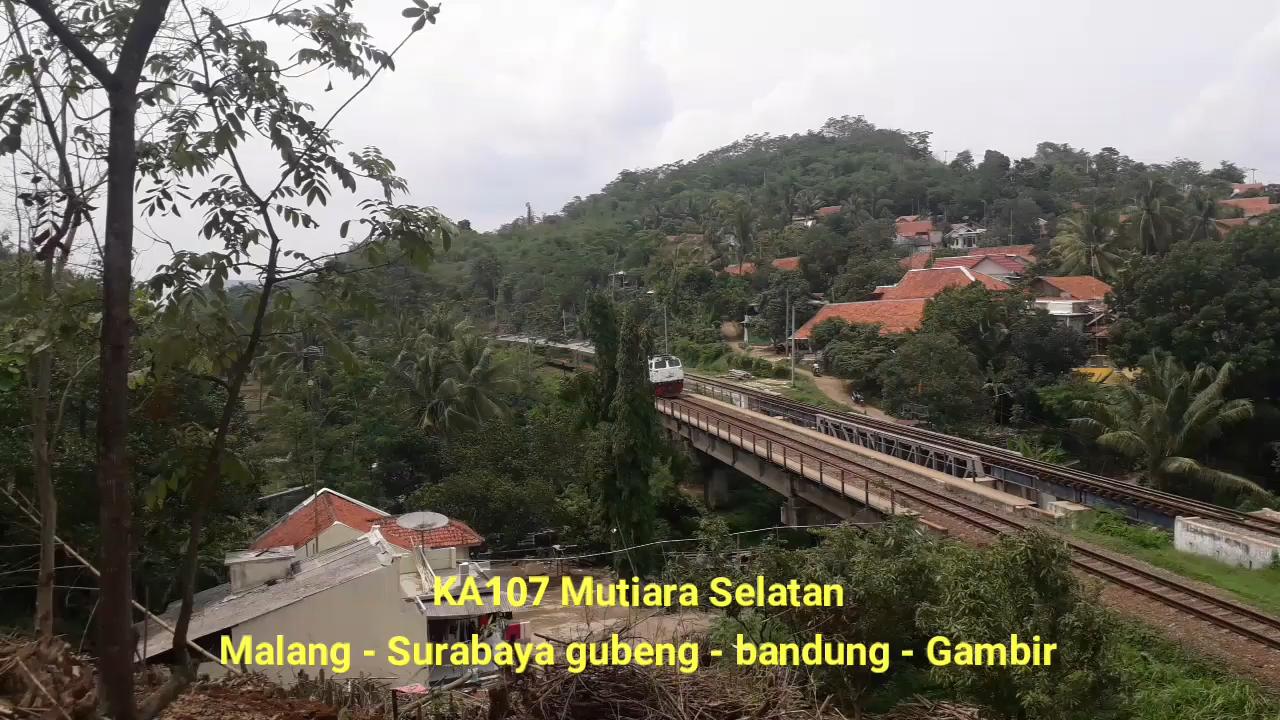 KA107 Mutiara Selatan
Malang - Surabaya gubeng - bandung - Gambir